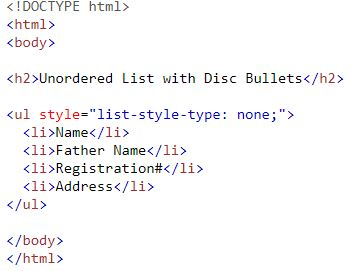 <!DOCTYPE html>
<html>
<body>
<h2>Unordered List with Disc Bullets</h2>
<ul style="list-style-type: none;">
<li>Name</li>
<li>Father Name</li>
<li>Registration#</li>
<li>Address</li>
</ul>
</body>
</html>